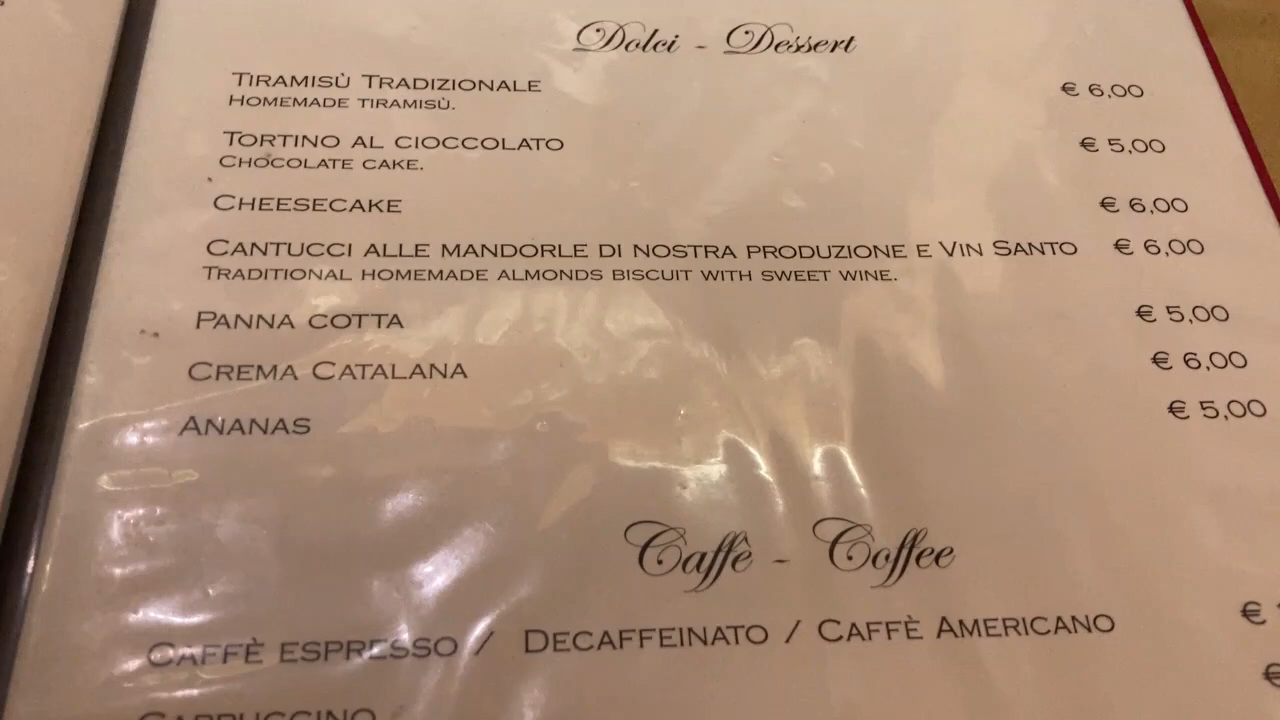 Dolci - Dessert
Tiramisù Tradizionale € 6,00
Homemade tiramisù.
Tortino al cioccolato € 5,00
Chocolate cake.
Cheesecake € 6,00
Cantucci alle mandorle di nostra produzione e Vin Santo € 6,00
Traditional homemade almonds biscuit with sweet wine.
Panna cotta € 5,00
Crema Catalana € 6,00
Ananas € 5,00
Caffè - Coffee
Caffè espresso / Decaffeinato / Caffè Americano €
Cappuccino €